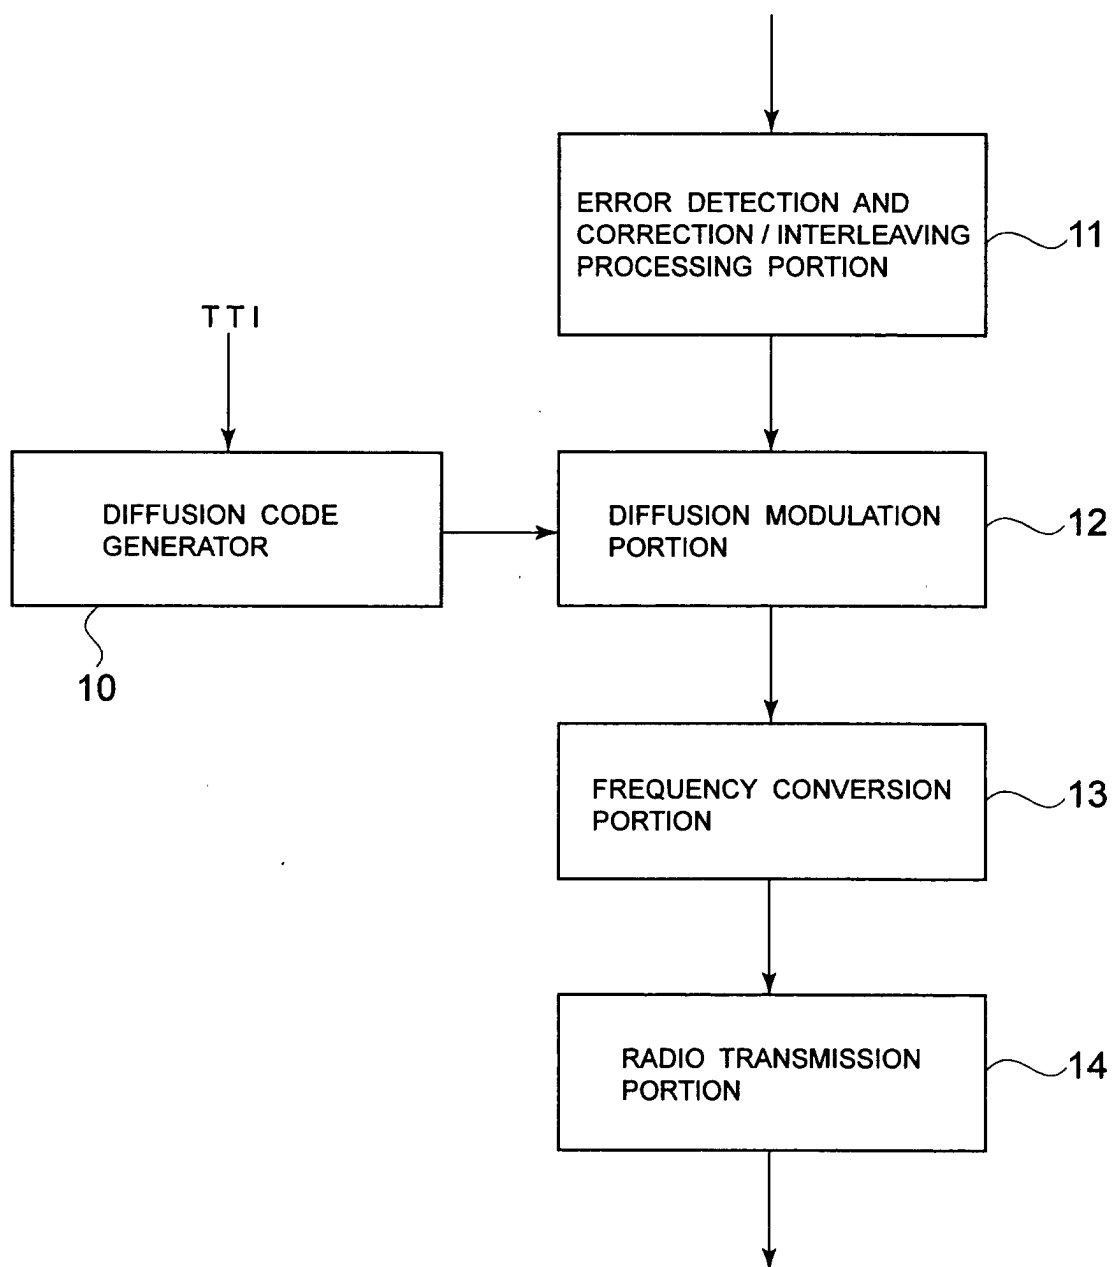 ERROR DETECTION AND
CORRECTION / INTERLEAVING
PROCESSING PORTION
11
TTI
DIFFUSION CODE
GENERATOR
10
DIFFUSION MODULATION
PORTION
12
FREQUENCY CONVERSION
PORTION
13
RADIO TRANSMISSION
PORTION
14